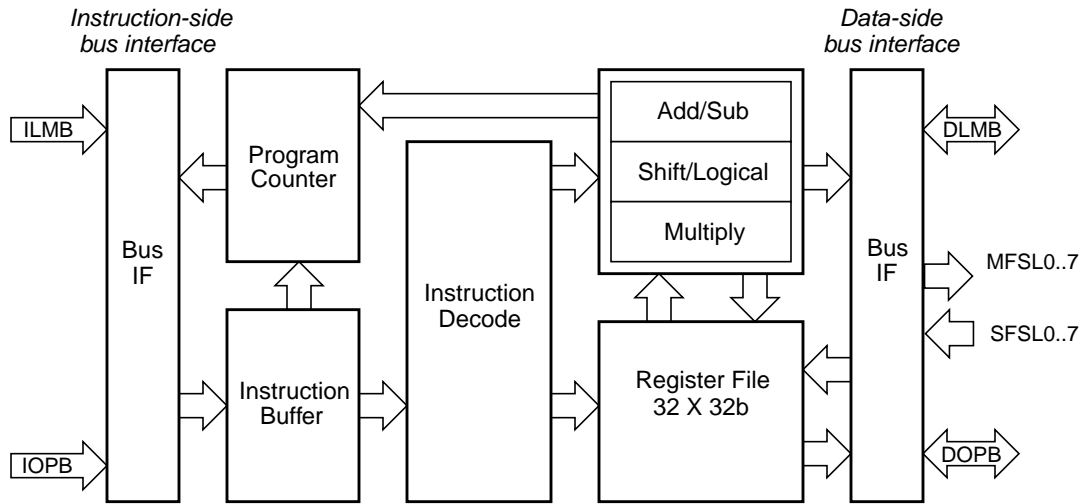 Instruction-side
bus interface
Data-side
bus interface
ILMB
Add/Sub
DLMB
Program
Counter
Shift/Logical
Multiply
Bus
IF
Bus
IF
MFSL0..7
Instruction
Decode
SFSL0..7
Instruction
Buffer
Register File
32 X 32b
IOPB
DOPB